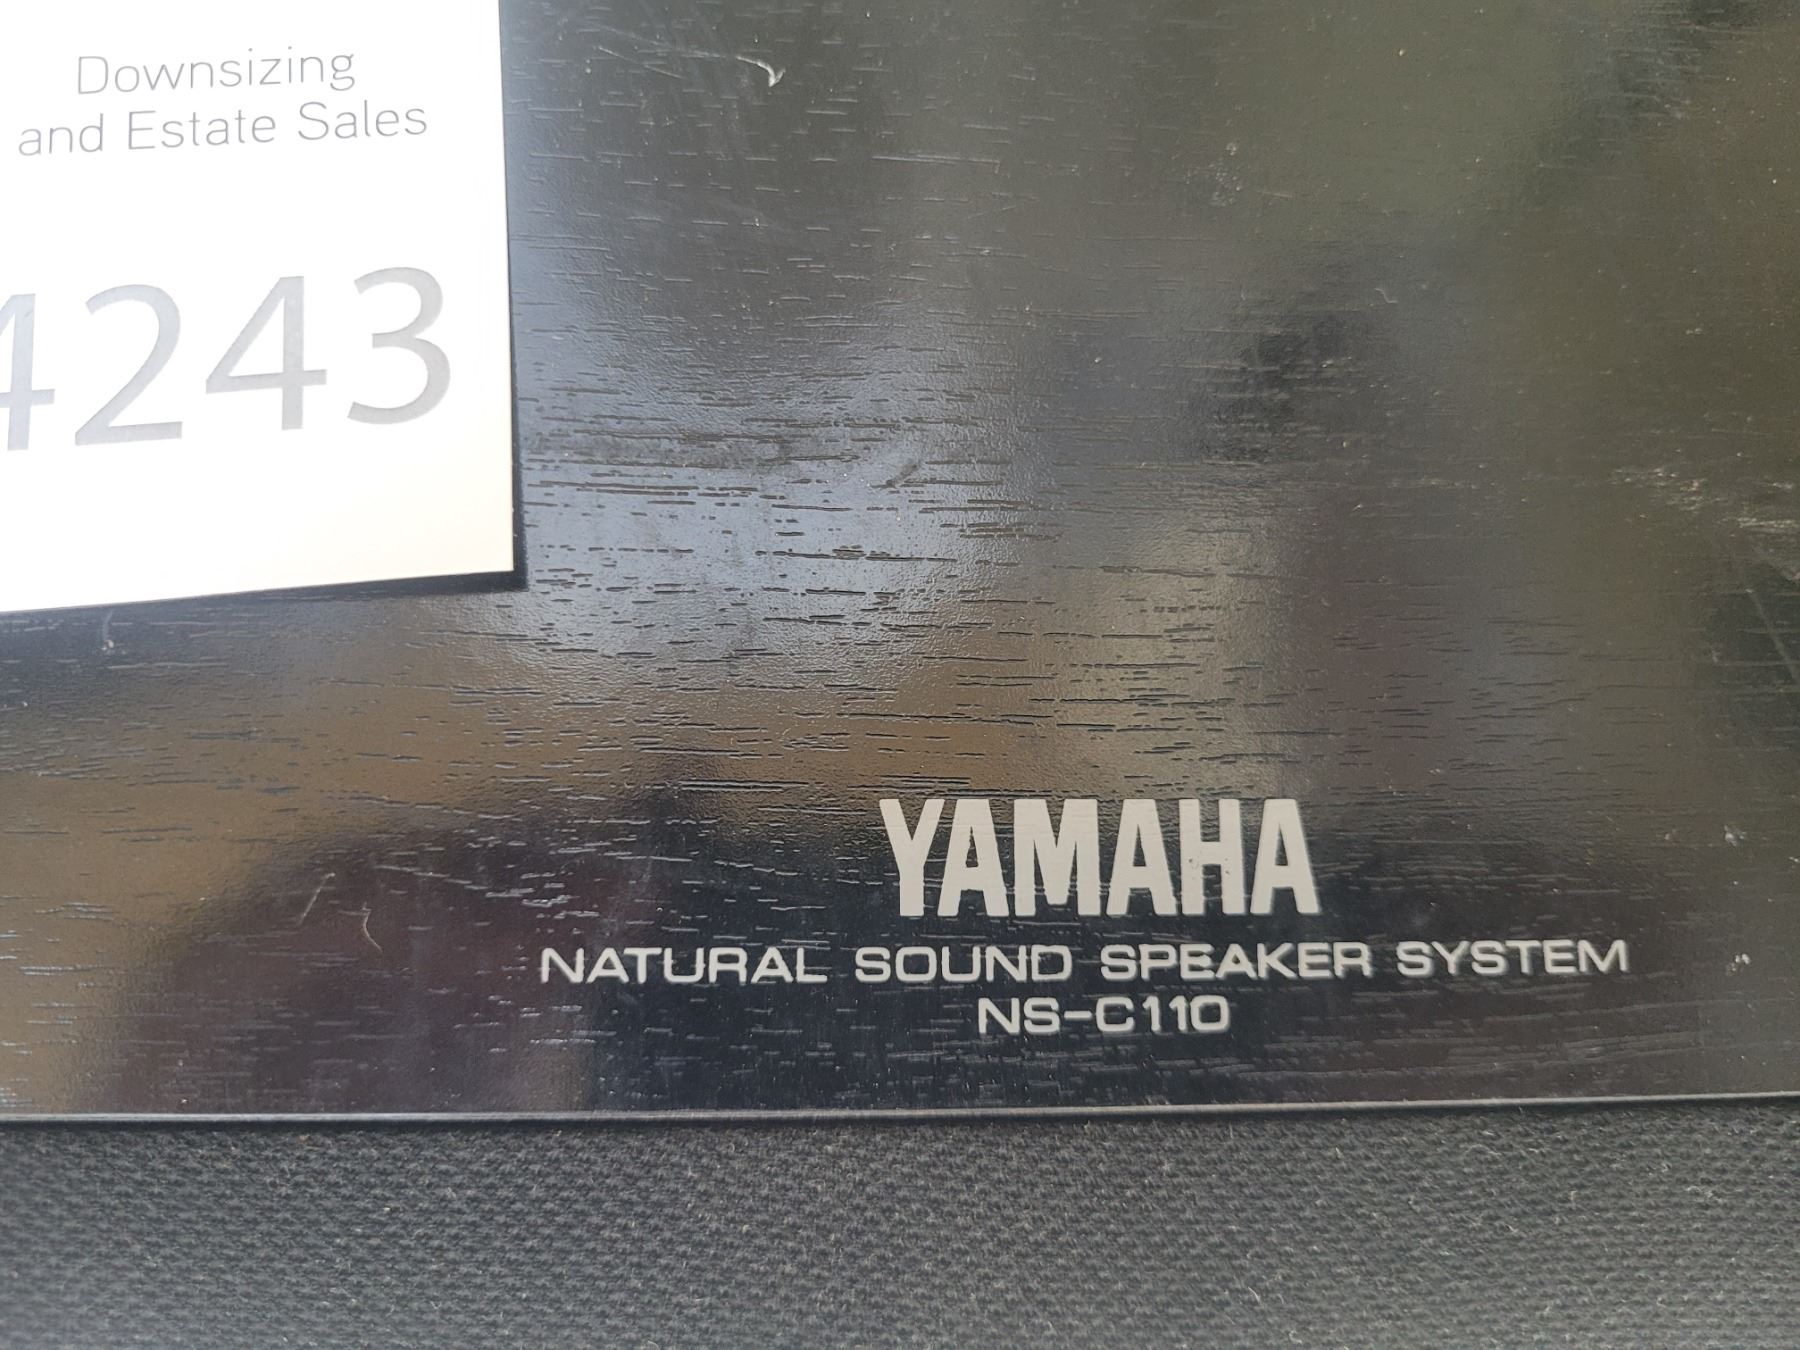 Downsizing
and Estate Sales
4243
YAMAHA
NATURAL SOUND SPEAKER SYSTEM
NS-C110